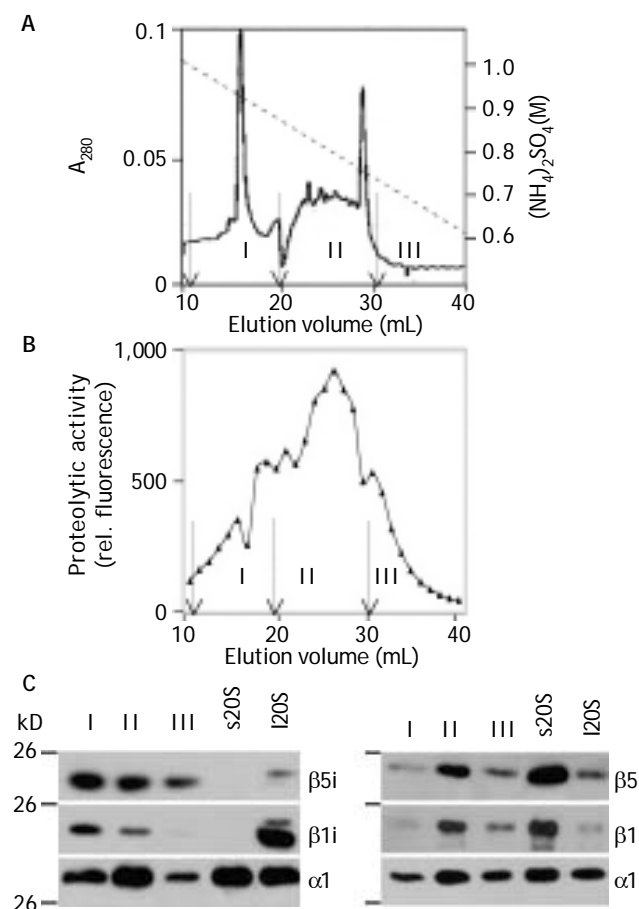 A
0.1
0.05
0
A280
1.0
0.9
0.8
0.7
0.6
(NH4)2SO4(M)
I II III
10 20 30 40
Elution volume (mL)
B
1,000
500
0
Proteolytic activity
(rel. fluorescence)
I II III
10 20 30 40
Elution volume (mL)
C
kD I II III s20S l20S
26 β5i
26 β1i
α1
26
I II III s20S l20S
β5
β1
α1